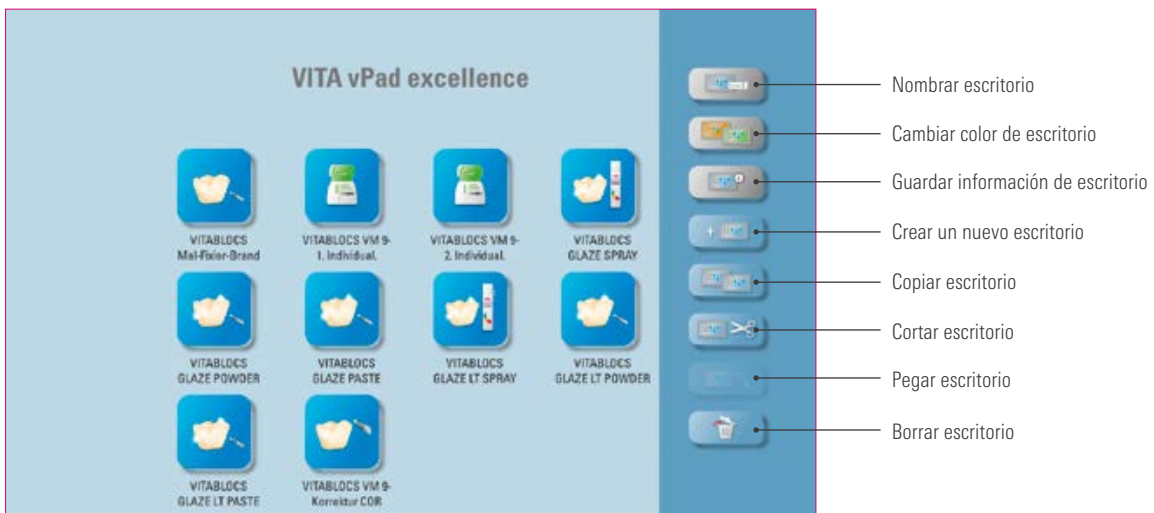 VITA vPad excellence
VITABLOCS
Mal-Fixier-Brand
VITABLOCS VM 9-
1. Individual.
VITABLOCS VM 9-
2. Individual.
VITABLOCS
GLAZE SPRAY
VITABLOCS
GLAZE POWDER
VITABLOCS
GLAZE PASTE
VITABLOCS
GLAZE LT SPRAY
VITABLOCS
GLAZE LT POWDER
VITABLOCS
GLAZE LT PASTE
VITABLOCS VM 9-
Korrektur COR
Nombrar escritorio
Cambiar color de escritorio
Guardar información de escritorio
Crear un nuevo escritorio
Copiar escritorio
Cortar escritorio
Pegar escritorio
Borrar escritorio